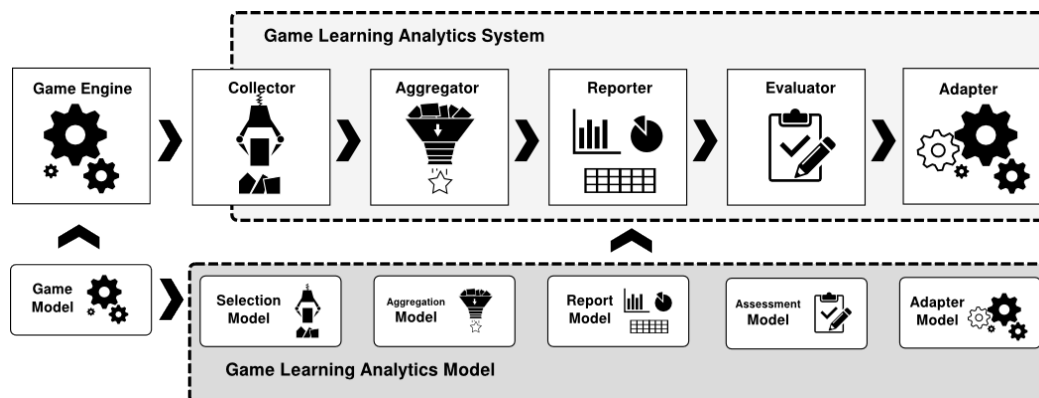 Game Learning Analytics System
Game Engine
Collector
Aggregator
Reporter
Evaluator
Adapter
Game
Model
Selection
Model
Aggregation
Model
Report
Model
Assessment
Model
Adapter
Model
Game Learning Analytics Model